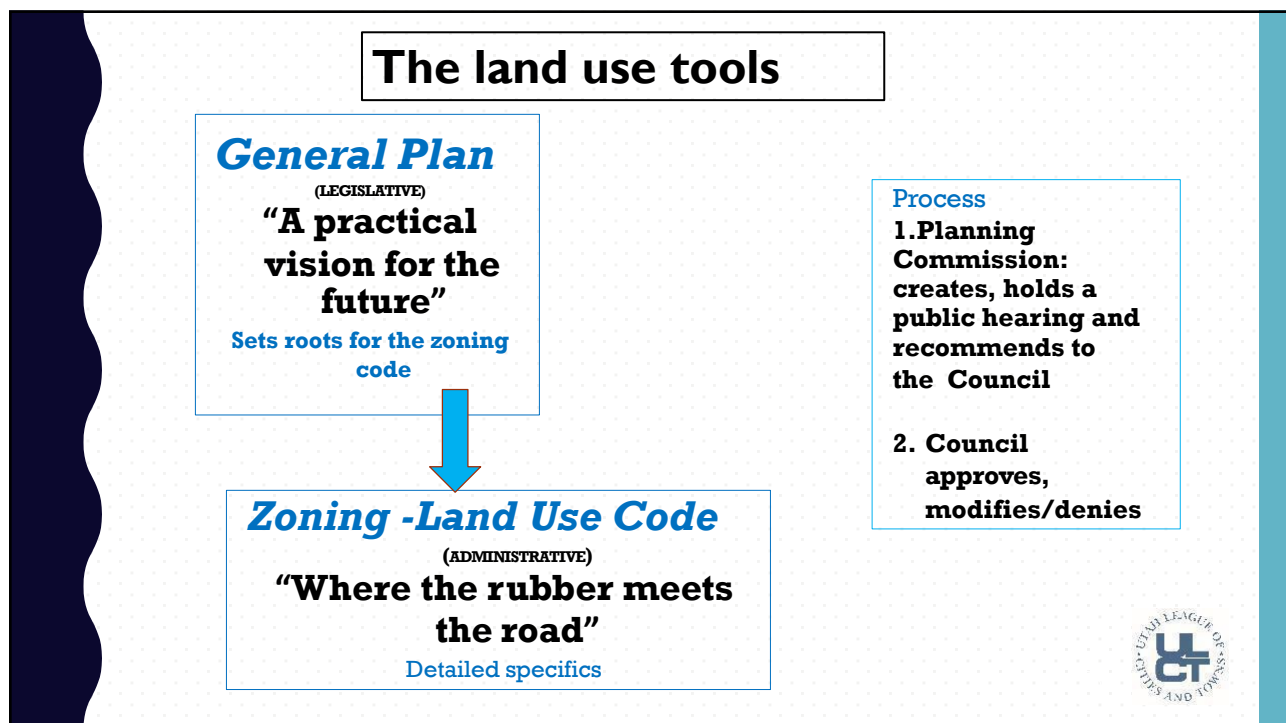 The land use tools
General Plan
(LEGISLATIVE)
“A practical
vision for the
future”
Sets roots for the zoning
code
Zoning -Land Use Code
(ADMINISTRATIVE)
“Where the rubber meets
the road”
Detailed specifics
Process
1.Planning
Commission:
creates, holds a
public hearing and
recommends to
the Council
2. Council
approves,
modifies/denies
UTAH LEAGUE OF
CITIES AND TOWNS
ULCT